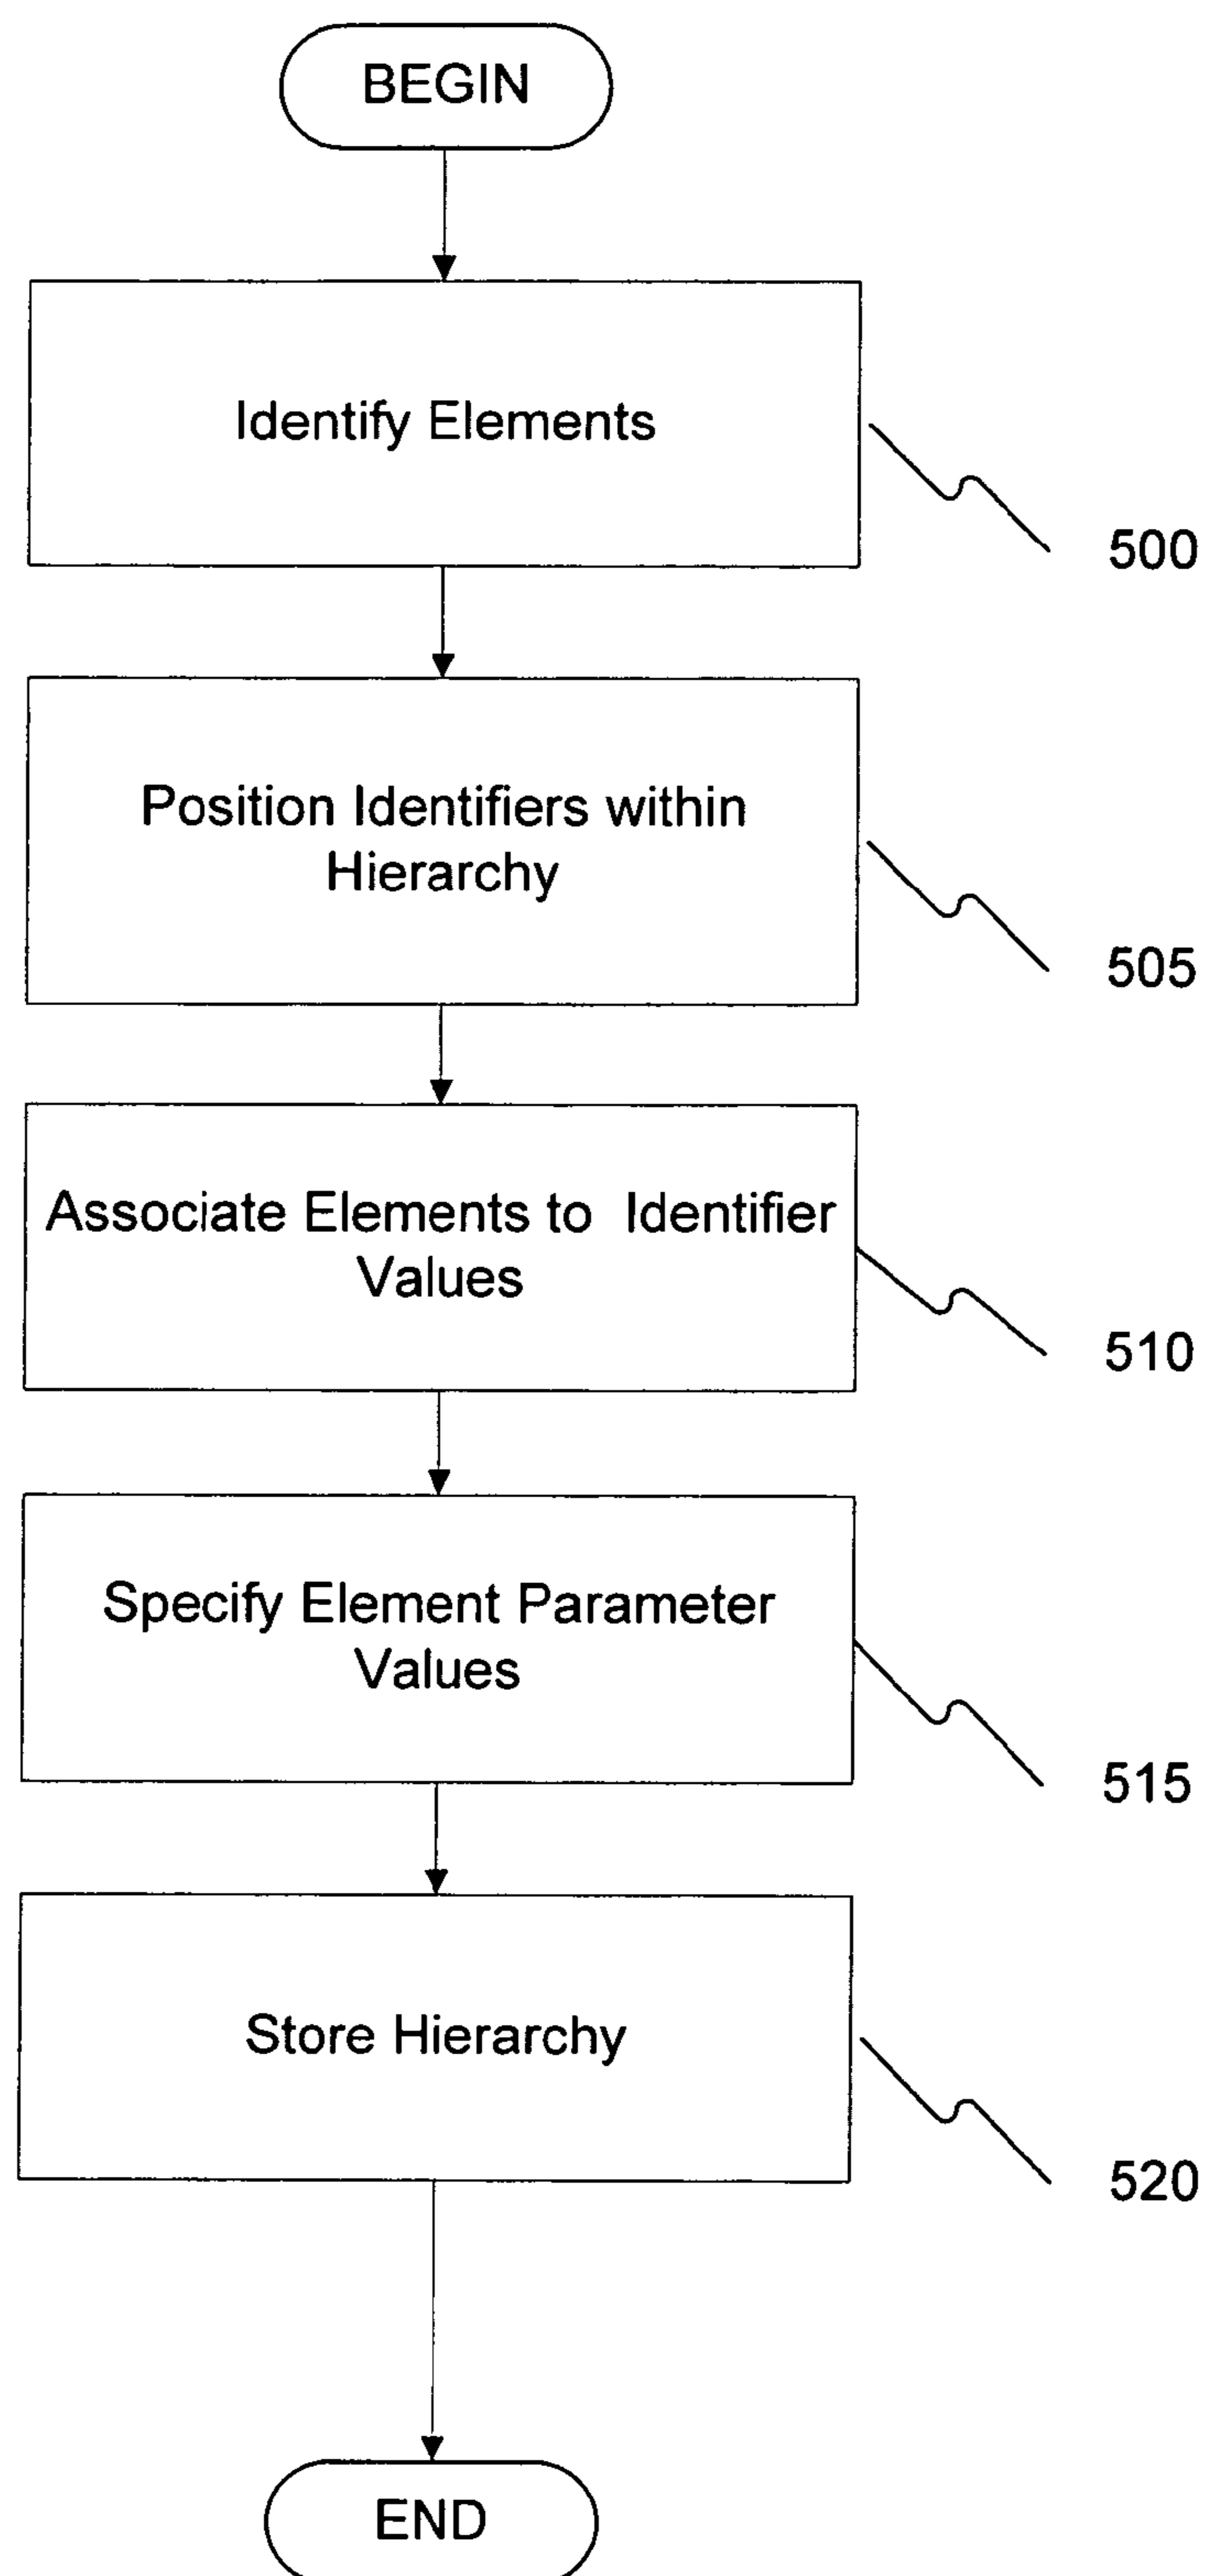 BEGIN
Identify Elements
500
Position Identifiers within
Hierarchy
505
Associate Elements to Identifier
Values
510
Specify Element Parameter
Values
515
Store Hierarchy
520
END